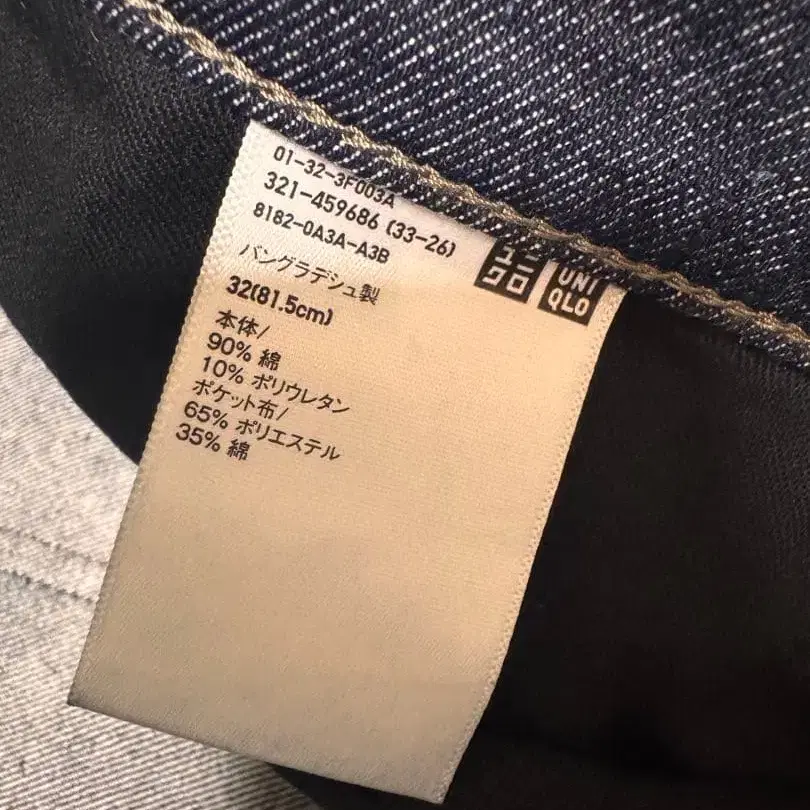 01-32-3F003A
321-459686 (33-26)
8182-0A3A-A3B
ユニ
クロ
UNI
QLO
バングラデシュ製
32(81.5cm)
本体/
90% 綿
10% ポリウレタン
ポケット布/
65% ポリエステル
35% 綿